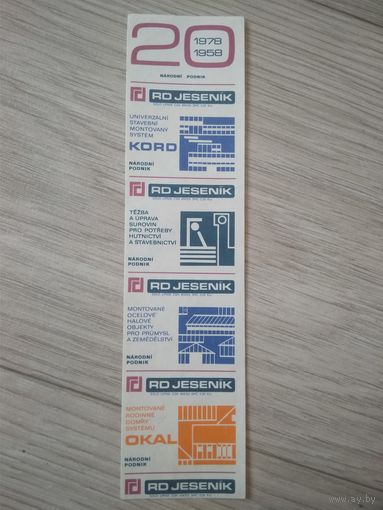 20
1978
1958
NÁRODNÍ PODNIK
RD JESENÍK
UNIVERZÁLNÍ
STAVEBNÍ
MONTOVANÝ
SYSTÉM
KORD
NÁRODNÍ
PODNIK
RD JESENÍK
TĚŽBA
A ÚPRAVA
SUROVIN
PRO POTŘEBY
HUTNICTVÍ
A STAVEBNICTVÍ
NÁRODNÍ
PODNIK
RD JESENÍK
MONTOVANÉ
OCELOVÉ
HALOVÉ
OBJEKTY
PRO PRŮMYSL
A ZEMĚDĚLSTVÍ
NÁRODNÍ
PODNIK
RD JESENÍK
MONTOVANÉ
RODINNÉ
DOMKY
SYSTÉMU
OKAL
NÁRODNÍ
PODNIK
RD JESENÍK
ay.by